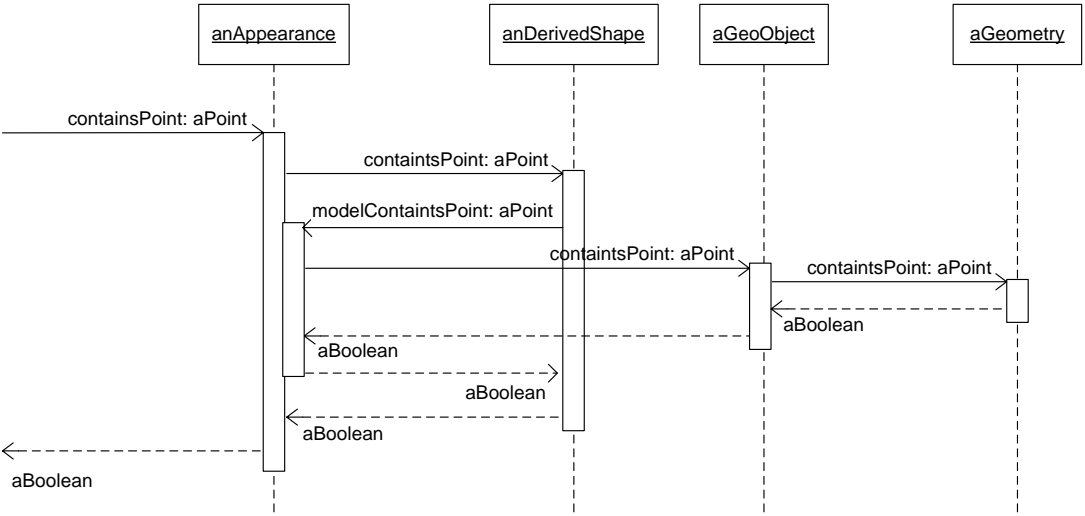 anAppearance
anDerivedShape
aGeoObject
aGeometry
containsPoint: aPoint
containtsPoint: aPoint
modelContaintsPoint: aPoint
containtsPoint: aPoint
containtsPoint: aPoint
aBoolean
aBoolean
aBoolean
aBoolean
aBoolean